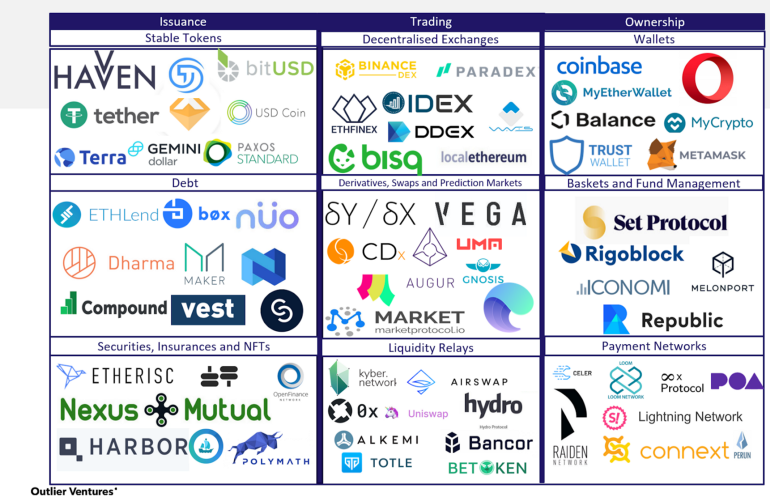 Issuance
Trading
Ownership
Stable Tokens
Decentralised Exchanges
Wallets
HAVEN
bitUSD
tether
USD Coin
Terra
GEMINI
dollar
PAXOS
STANDARD
BINANCE
DEX
PARADEX
ETHFINEX
IDEX
DDEX
bisq
localethereum
coinbase
MyEtherWallet
Balance
MyCrypto
TRUST
WALLET
METAMASK
Debt
Derivatives, Swaps and Prediction Markets
Baskets and Fund Management
ETHLend
bøx
nüo
Dharma
MAKER
Compound
vest
δY/δX
VEGA
CDx
UMA
AUGUR
GNOSIS
MARKET
marketprotocol.io
Set Protocol
Rigoblock
ICONOMI
MELONPORT
Republic
Securities, Insurances and NFTs
Liquidity Relays
Payment Networks
ETHERISC
OPENFINANCE
NETWORK
Nexus Mutual
HARBOR
POLYMATH
kyber.
network
AIRSWAP
0x
Uniswap
hydro
Hydro Protocol
ALKEMI
Bancor
TOTLE
BETOKEN
CELER
LOOM
LOOM NETWORK
Protocol
POA
Lightning Network
RAIDEN
NETWORK
connext
PERUN
Outlier Ventures